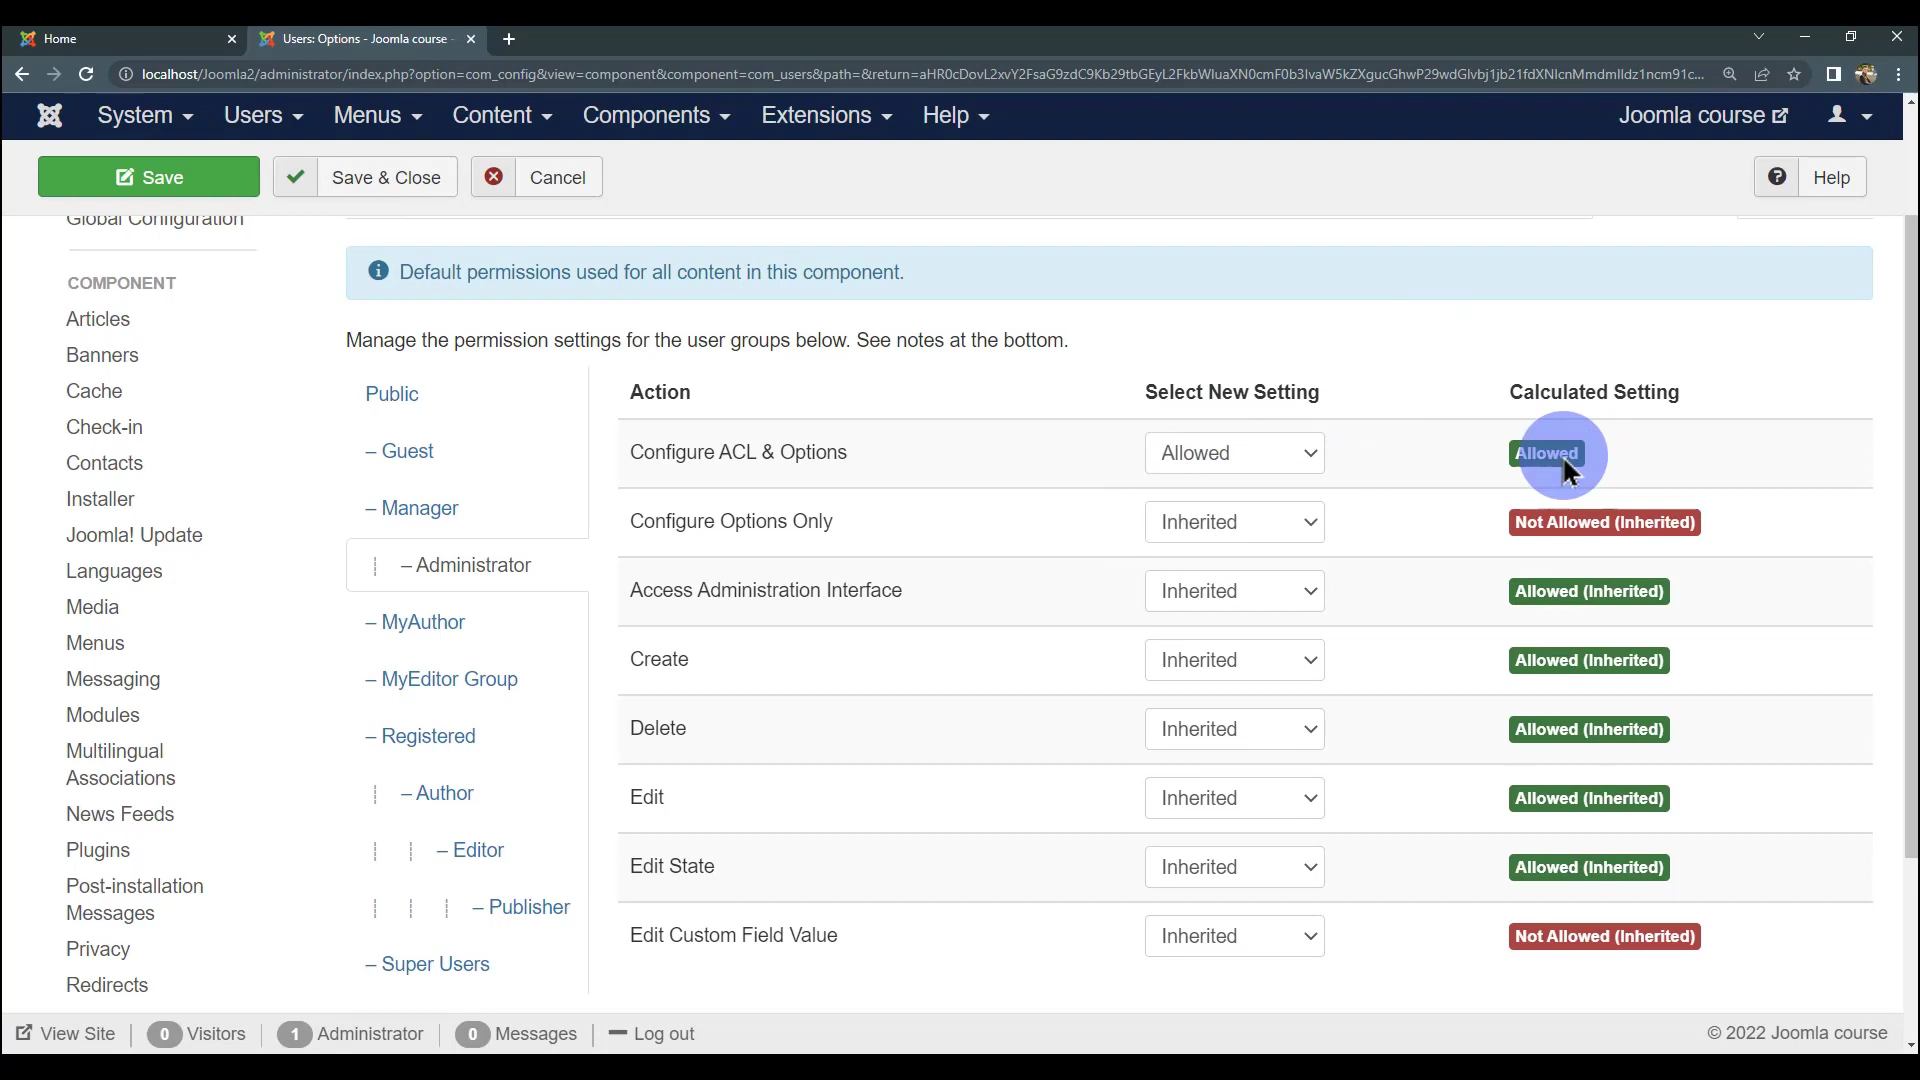 Home
Users: Options - Joomla course -
localhost/Joomla2/administrator/index.php?option=com_config&view=component&component=com_users&path=&return=
System
Users
Menus
Content
Components
Extensions
Help
Joomla course
Save
Save & Close
Cancel
Help
Global Configuration
COMPONENT
Articles
Banners
Cache
Check-in
Contacts
Installer
Joomla! Update
Languages
Media
Menus
Messaging
Modules
Multilingual
Associations
News Feeds
Plugins
Post-installation
Messages
Privacy
Redirects
Default permissions used for all content in this component.
Manage the permission settings for the user groups below. See notes at the bottom.
Public
– Guest
– Manager
– Administrator
– MyAuthor
– MyEditor Group
– Registered
– Author
– Editor
– Publisher
– Super Users
Action Select New Setting Calculated Setting
Configure ACL & Options Allowed Allowed
Configure Options Only Inherited Not Allowed (Inherited)
Access Administration Interface Inherited Allowed (Inherited)
Create Inherited Allowed (Inherited)
Delete Inherited Allowed (Inherited)
Edit Inherited Allowed (Inherited)
Edit State Inherited Allowed (Inherited)
Edit Custom Field Value Inherited Not Allowed (Inherited)
View Site
0 Visitors
1 Administrator
0 Messages
Log out
© 2022 Joomla course